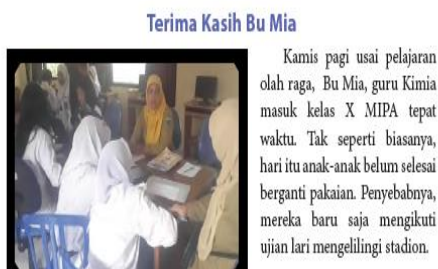 Terima Kasih Bu Mia
Kamis pagi usai pelajaran
olah raga, Bu Mia, guru Kimia
masuk kelas X MIPA tepat
waktu. Tak seperti biasanya,
hari itu anak-anak belum selesai
berganti pakaian. Penyebabnya,
mereka baru saja mengikuti
ujian lari mengelilingi stadion.